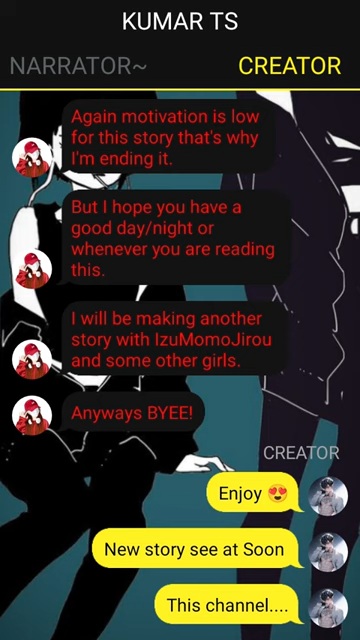 KUMAR TS
NARRATOR~ CREATOR
Again motivation is low
for this story that's why
I'm ending it.
But I hope you have a
good day/night or
whenever you are reading
this.
I will be making another
story with IzuMomoJirou
and some other girls.
Anyways BYEE!
CREATOR
Enjoy 😍
New story see at Soon
This channel....